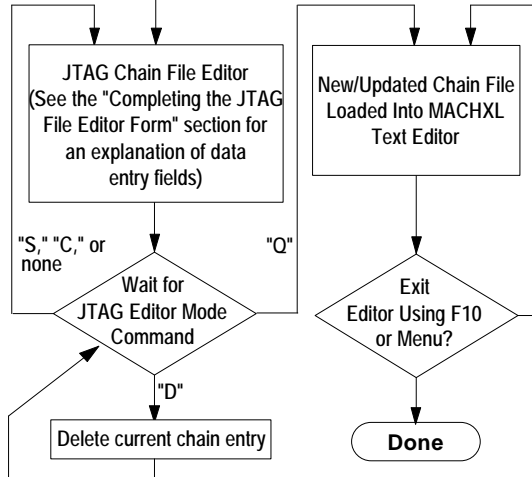 JTAG Chain File Editor
(See the "Completing the JTAG
File Editor Form" section for
an explanation of data
entry fields)
New/Updated Chain File
Loaded Into MACHXL
Text Editor
"S," "C," or
none
"Q"
Wait for
JTAG Editor Mode
Command
Exit
Editor Using F10
or Menu?
"D"
Delete current chain entry
Done